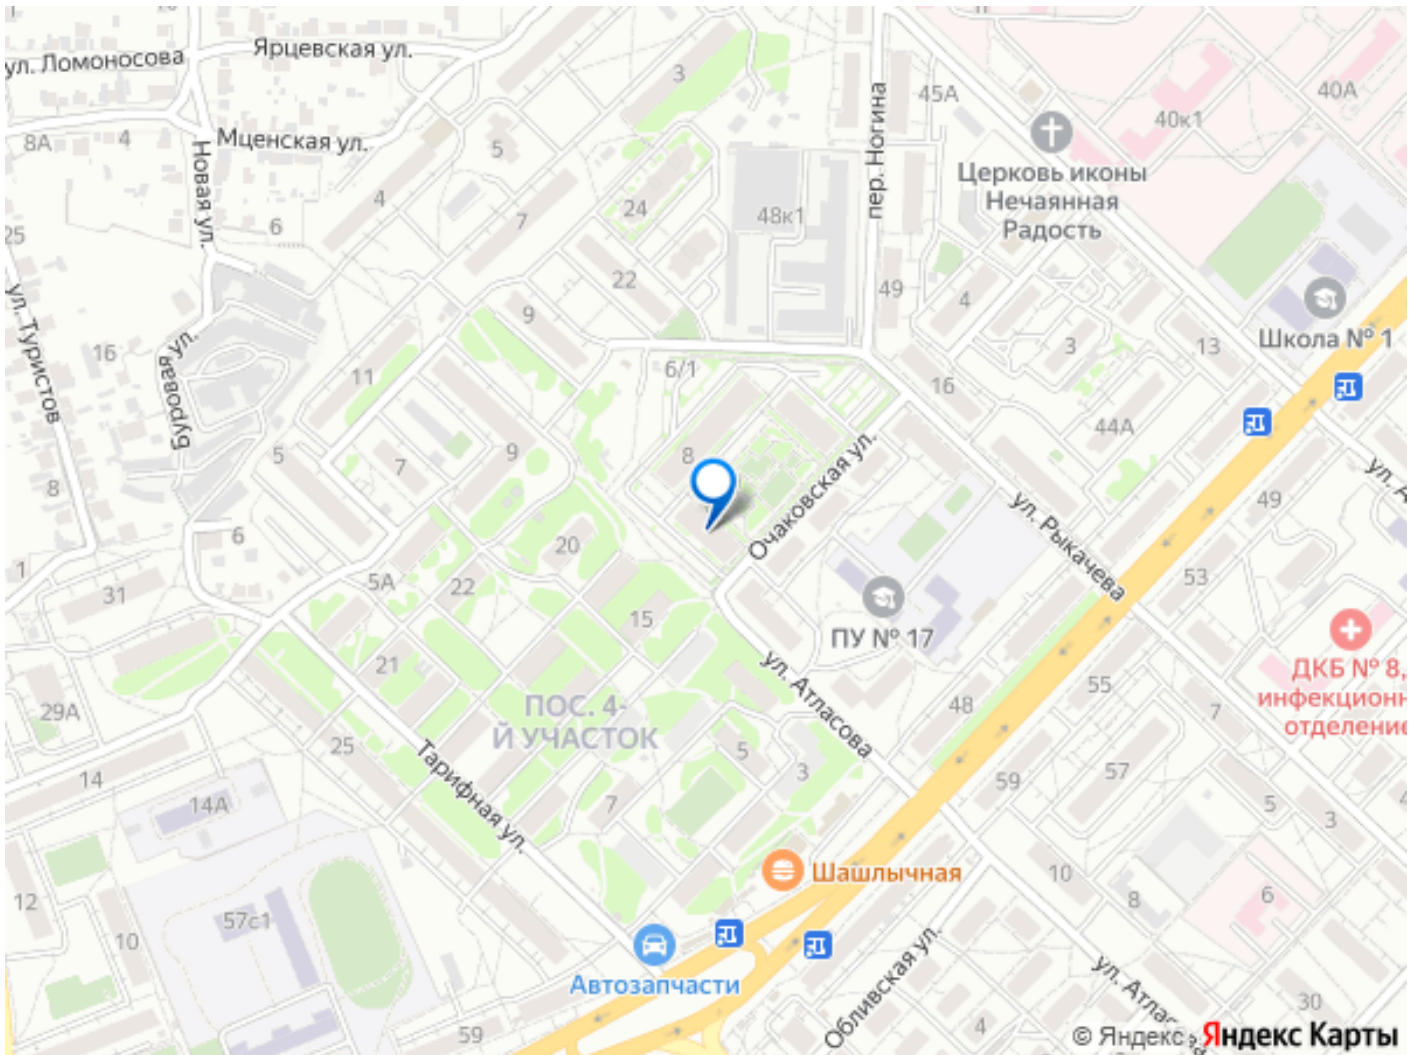 Ярцевская ул.
ул. Ломоносова
3
45А
40А
40к1
8А
4
Мценская ул.
5
пер. Ногина
Церковь иконы
Нечаянная
Радость
Новая ул.
4
7
24
48к1
25
6
22
49
4
ул. Туристов
9
Школа № 1
16
Буровая ул.
11
6/1
3
13
16
44А
5
7
9
8
Очаковская ул.
8
49
ул. Рыкачева
6
20
1
31
5А
22
53
15
ПУ № 17
ДКБ № 8,
отделение
21
ул. Атласова
55
7
29А
ПОС. 4-
Й УЧАСТОК
48
25
5
3
57
14
Тарифная ул.
59
14А
7
5
3
Шашлычная
10
6
12
57с1
8
10
Автозапчасти
Обливская ул.
30
59
4
© Яндекс
Яндекс Карты